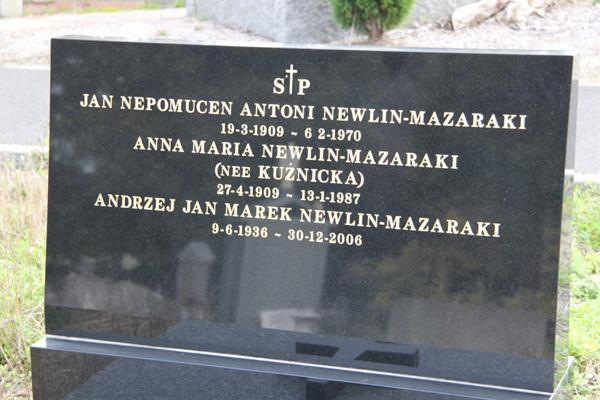 S†P
JAN NEPOMUCEN ANTONI NEWLIN-MAZARAKI
19-3-1909 ~ 6 2-1970
ANNA MARIA NEWLIN-MAZARAKI
(NEE KUŹNICKA)
27-4-1909 ~ 13-1-1987
ANDRZEJ JAN MAREK NEWLIN-MAZARAKI
9-6-1936 ~ 30-12-2006